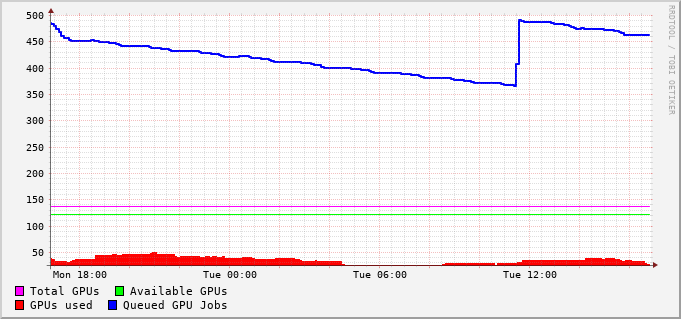 500
450
400
350
300
250
200
150
100
50
Mon 18:00 Tue 00:00 Tue 06:00 Tue 12:00
Total GPUs Available GPUs
GPUs used Queued GPU Jobs
RRDTOOL / TOBI OETIKER